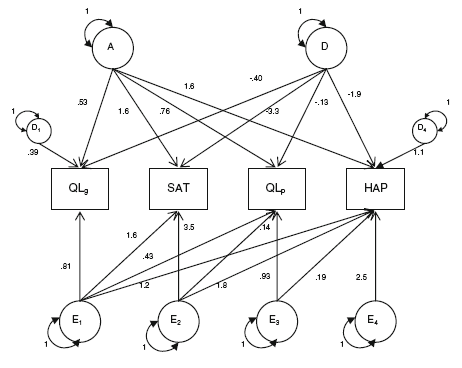 1 1
A D
1.6 -.40
1 .53 1.6 .76 -3.3 -.13 -1.9 1
D₁ D₄
.39 1.1
QLg SAT QLp HAP
1.6 3.5 .14
.43
.81 1.2 1.8 .93 .19 2.5
E₁ E₂ E₃ E₄
1 1 1 1